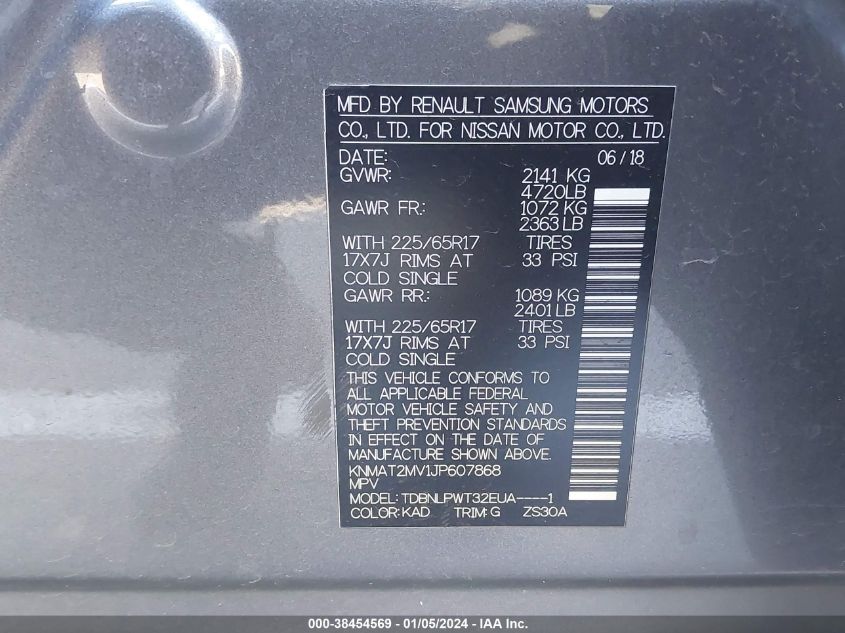 MFD BY RENAULT SAMSUNG MOTORS
CO., LTD. FOR NISSAN MOTOR CO., LTD.
DATE: 06/18
GVWR: 2141 KG
4720LB
GAWR FR.: 1072 KG
2363LB
WITH 225/65R17 TIRES
17X7J RIMS AT 33 PSI
COLD SINGLE
GAWR RR.: 1089 KG
2401LB
WITH 225/65R17 TIRES
17X7J RIMS AT 33 PSI
COLD SINGLE
THIS VEHICLE CONFORMS TO
ALL APPLICABLE FEDERAL
MOTOR VEHICLE SAFETY AND
THEFT PREVENTION STANDARDS
IN EFFECT ON THE DATE OF
MANUFACTURE SHOWN ABOVE.
KNMAT2MV1JP607868
MPV
MODEL: TDBNLPWT32EUA----1
COLOR: KAD TRIM: G ZS30A
000-38454569 - 01/05/2024 - IAA Inc.